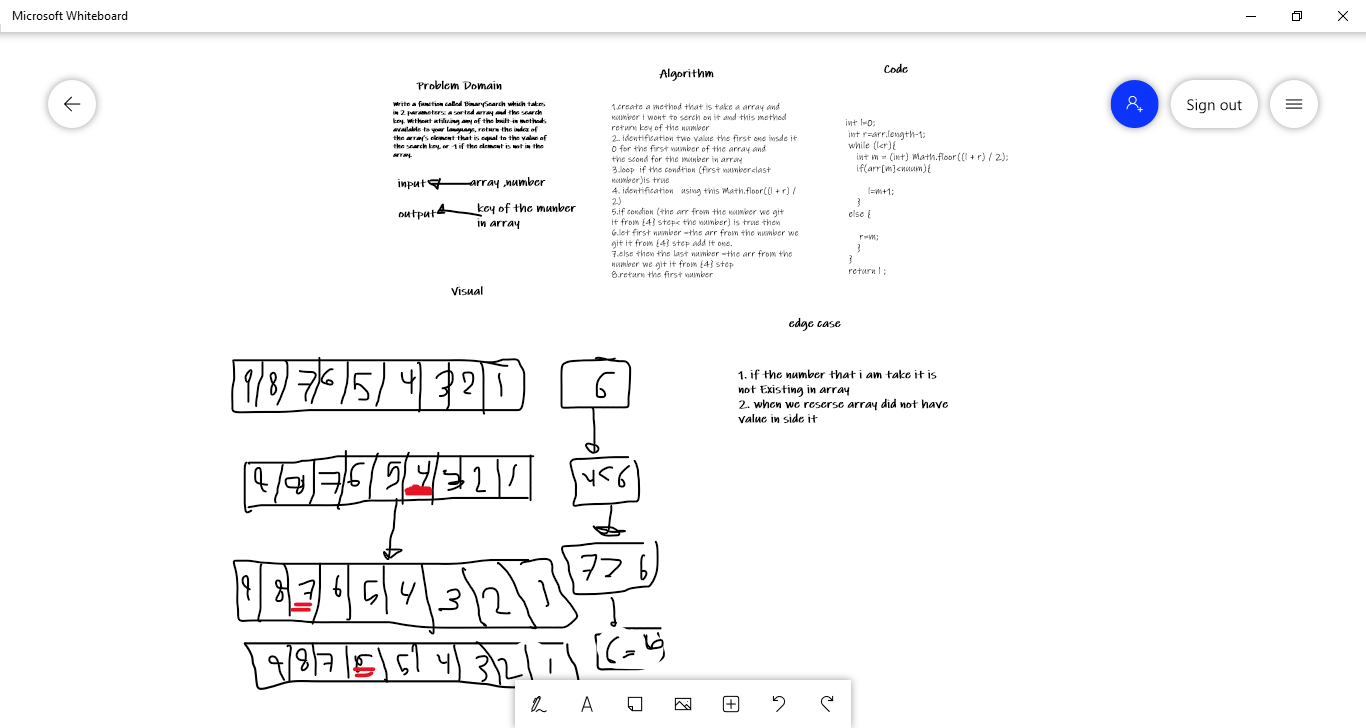 Microsoft Whiteboard
Sign out
Problem Domain
Write a function called BinarySearch which takes
in 2 parameters: a sorted array and the search
key. Without utilizing any of the built-in methods
available to your language, return the index of
the array's element that is equal to the value of
the search key, or -1 if the element is not in the
array.
input
array ,number
output
key of the mumber
in array
Algorithm
1.create a method that is take a array and
number I wont to serch on it and this method
return key of the number
2. identification two value the first one inside it
0 for the first number of the array and
the scond for the munber in array
3.loop if the condtion (first number<last
number)is true
4. identification using this Math.floor((l + r) /
2)
5.if condion (the arr from the number we git
it from {4} step< the number) is true then
6.let first number =the arr from the number we
git it from {4} step add it one.
7.else then the last number =the arr from the
number we git it from {4} step
8.return the first number
Code
int l=0;
int r=arr.length-1;
while (l<r){
int m = (int) Math.floor((l + r) / 2);
if(arr[m]<nuum){
l=m+1;
}
else {
r=m;
}
}
return l ;
Visual
9 8 7 6 5 4 3 2 1
6
9 8 7 6 5 4 3 2 1
4<6
9 8 7 6 5 4 3 2 1
7> 6
9 8 7 6 5 4 3 2 1
6 = 6
edge case
1. if the number that i am take it is
not Existing in array
2. when we reserse array did not have
value in side it